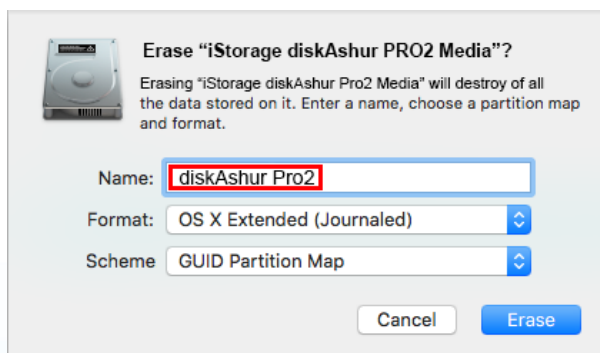 Erase “iStorage diskAshur PRO2 Media”?
Erasing “iStorage diskAshur Pro2 Media” will destroy of all
the data stored on it. Enter a name, choose a partition map
and format.
Name: diskAshur Pro2
Format: OS X Extended (Journaled)
Scheme GUID Partition Map
Cancel Erase